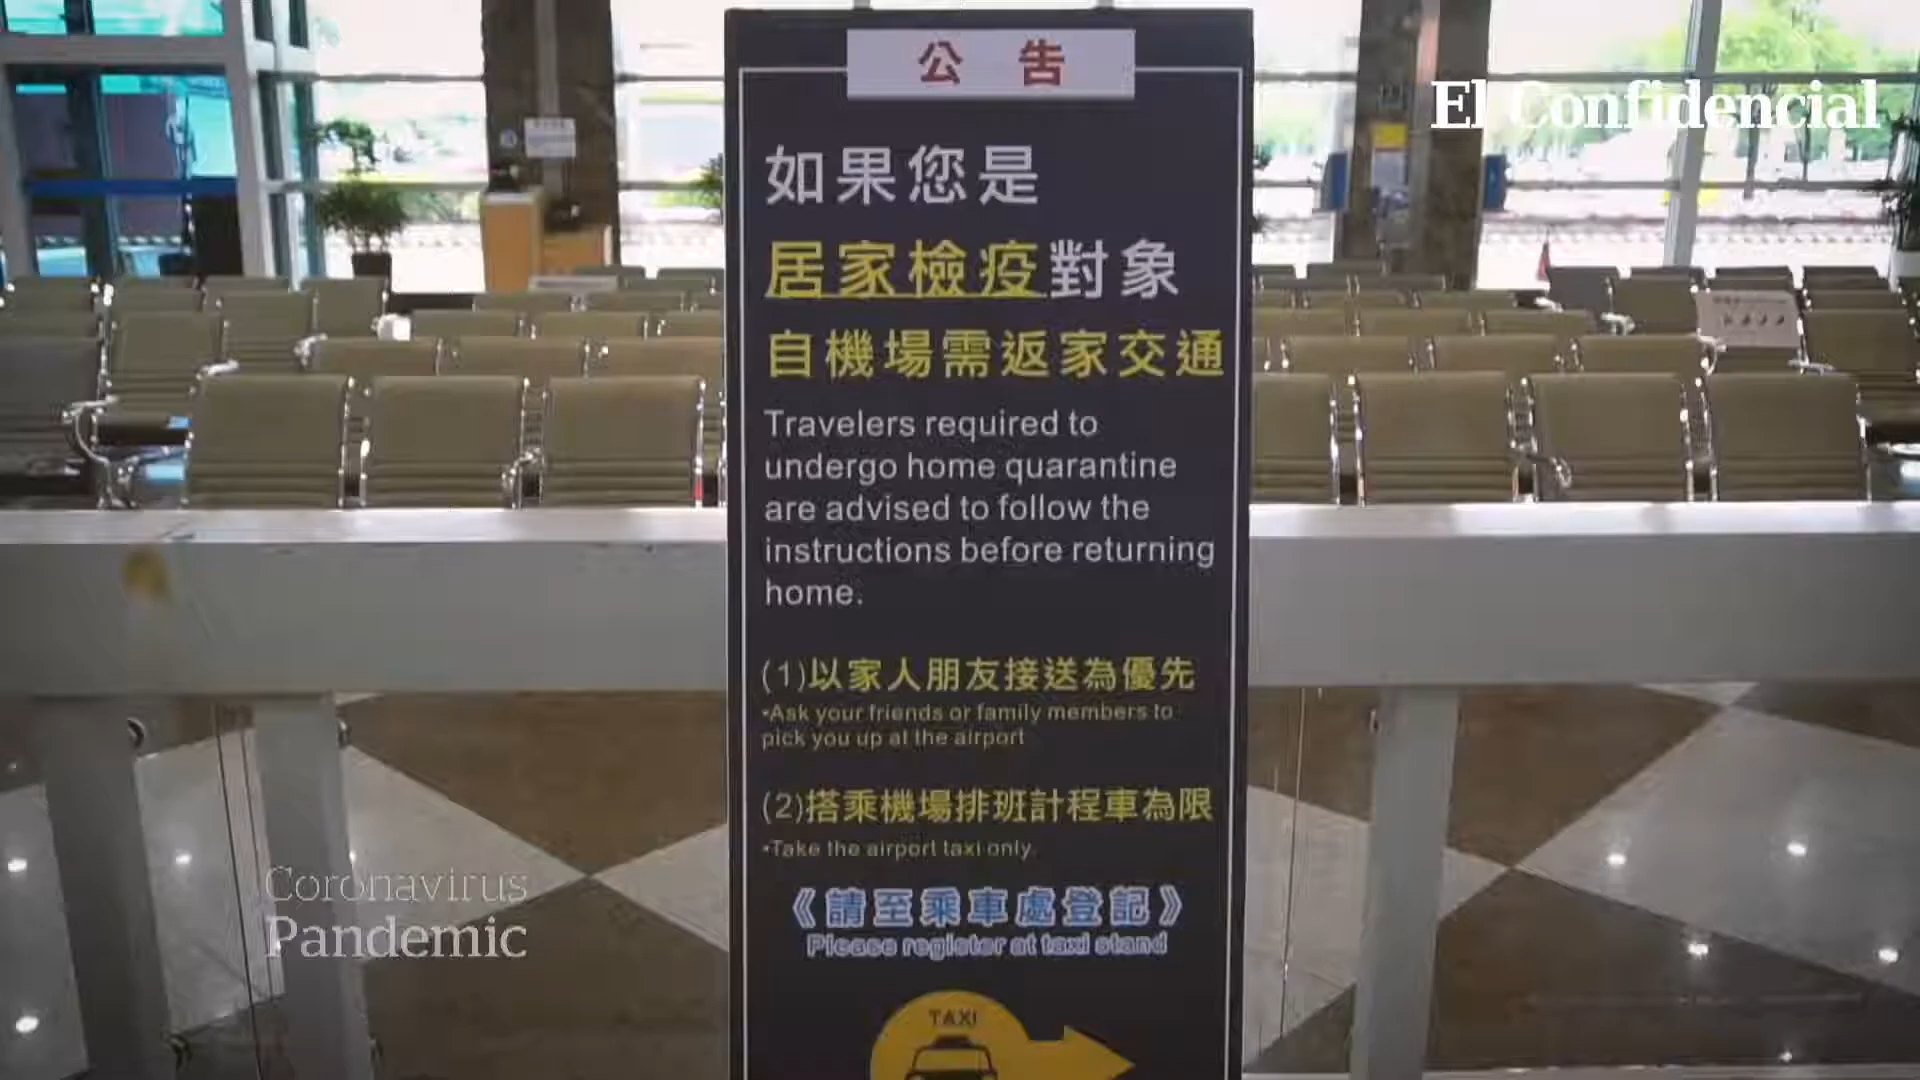 公告
El Confidencial
如果您是
居家檢疫對象
自機場需返家交通
Travelers required to
undergo home quarantine
are advised to follow the
instructions before returning
home.
(1)以家人朋友接送為優先
•Ask your friends or family members to
pick you up at the airport
(2)搭乘機場排班計程車為限
•Take the airport taxi only.
《請至乘車處登記》
Please register at taxi stand
Coronavirus
Pandemic
TAXI